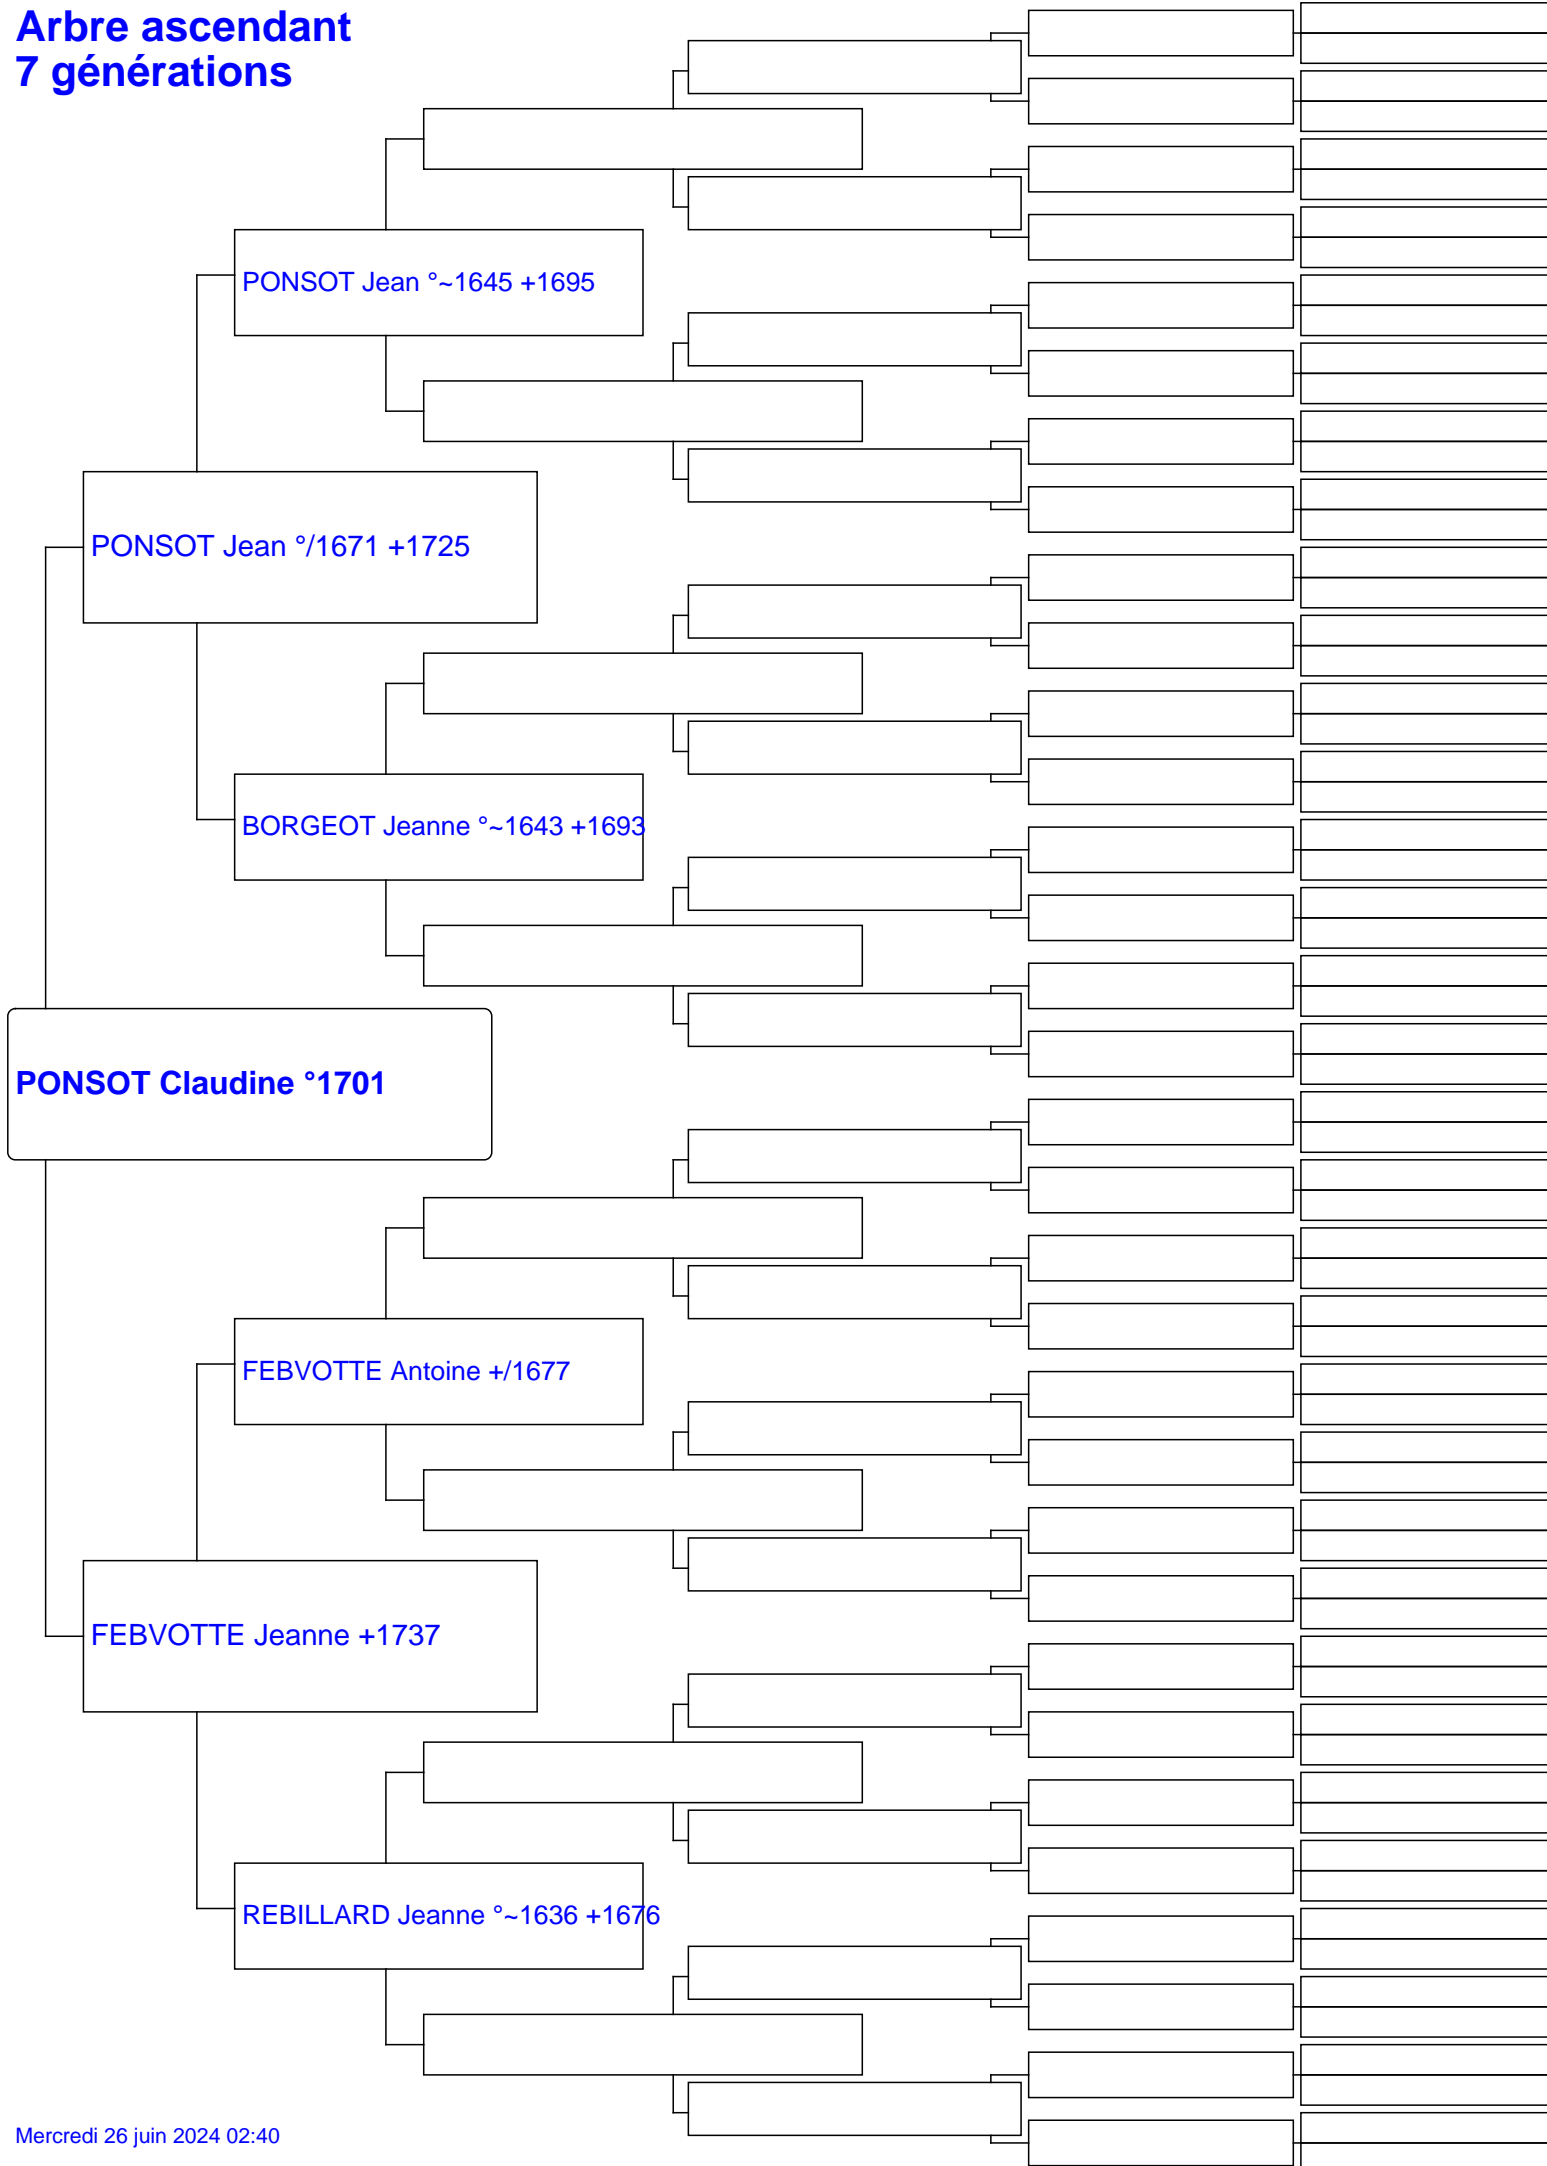 Arbre ascendant
7 générations
PONSOT Jean °~1645 +1695
PONSOT Jean °/1671 +1725
BORGEOT Jeanne °~1643 +1693
PONSOT Claudine °1701
FEBVOTTE Antoine +/1677
FEBVOTTE Jeanne +1737
REBILLARD Jeanne °~1636 +1676
Mercredi 26 juin 2024 02:40